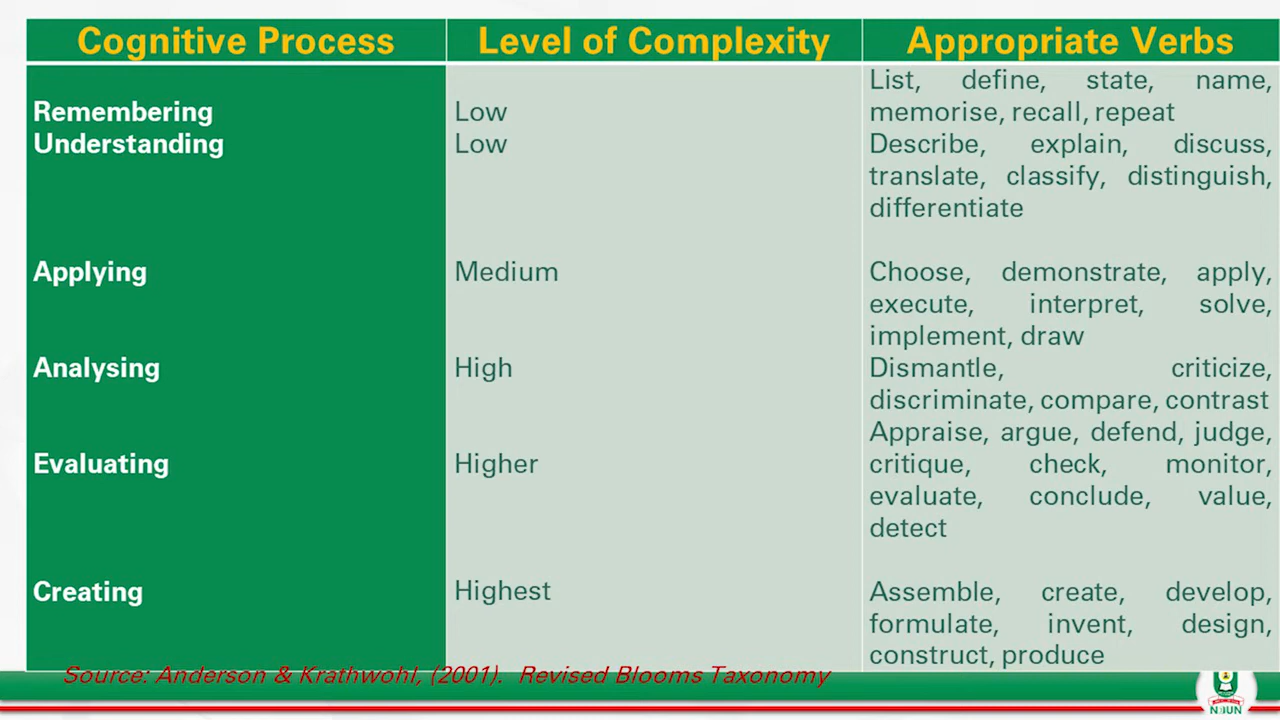 Cognitive Process Level of Complexity Appropriate Verbs
List, define, state, name,
Remembering Low memorise, recall, repeat
Understanding Low Describe, explain, discuss,
translate, classify, distinguish,
differentiate
Applying Medium Choose, demonstrate, apply,
execute, interpret, solve,
implement, draw
Analysing High Dismantle, criticize,
discriminate, compare, contrast
Appraise, argue, defend, judge,
Evaluating Higher critique, check, monitor,
evaluate, conclude, value,
detect
Creating Highest Assemble, create, develop,
formulate, invent, design,
construct, produce
Source: Anderson & Krathwohl, (2001). Revised Blooms Taxonomy
NOUN